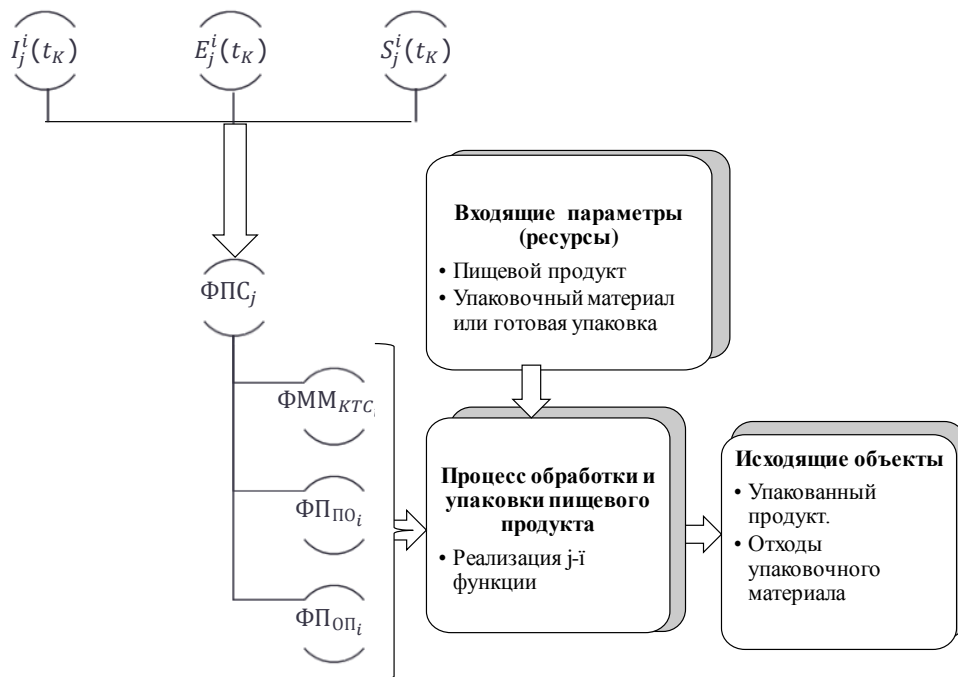 I_j^i(t_K) E_j^i(t_K) S_j^i(t_K)
ФПС_j
ФММ_КТС_i
ФП_ПО_i
ФП_ОП_i
Входящие параметры
(ресурсы)
• Пищевой продукт
• Упаковочный материал
или готовая упаковка
Процесс обработки и
упаковки пищевого
продукта
• Реализация j-ї
функции
Исходящие объекты
• Упакованный
продукт.
• Отходы
упаковочного
материала